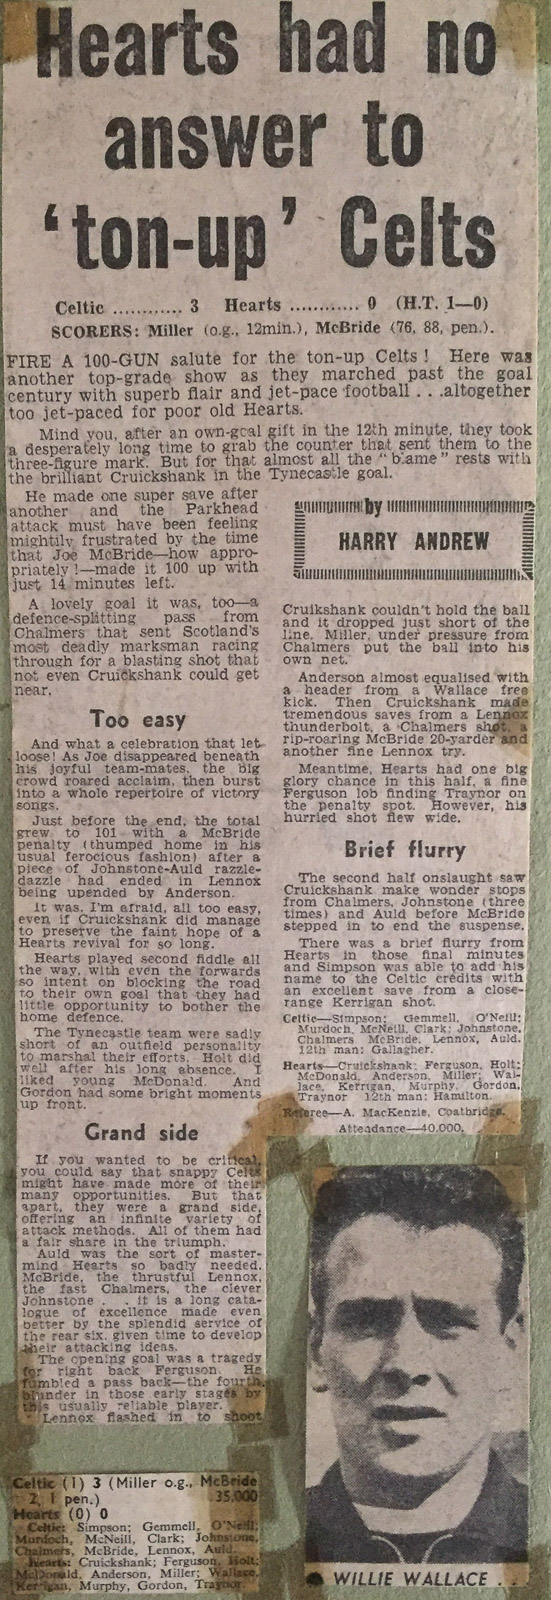 Hearts had no
answer to
'ton-up' Celts
Celtic ............ 3 Hearts ............ 0 (H.T. 1—0)
SCORERS: Miller (o.g., 12min.), McBride (76, 88, pen.).
FIRE A 100-GUN salute for the ton-up Celts ! Here was
another top-grade show as they marched past the goal
century with superb flair and jet-pace football . . .altogether
too jet-paced for poor old Hearts.
Mind you, after an own-goal gift in the 12th minute, they took
a desperately long time to grab the counter that sent them to the
three-figure mark. But for that almost all the "blame" rests with
the brilliant Cruickshank in the Tynecastle goal.
He made one super save after
another and the Parkhead
attack must have been feeling
mightily frustrated by the time
that Joe McBride—how appro-
priately !—made it 100 up with
just 14 minutes left.
A lovely goal it was, too—a
defence-splitting pass from
Chalmers that sent Scotland's
most deadly marksman racing
through for a blasting shot that
not even Cruickshank could get
near.
Too easy
And what a celebration that let
loose! As Joe disappeared beneath
his joyful team-mates, the big
crowd roared acclaim, then burst
into a whole repertoire of victory
songs.
Just before the end, the total
grew to 101 with a McBride
penalty (thumped home in his
usual ferocious fashion) after a
piece of Johnstone-Auld razzle-
dazzle had ended in Lennox
being upended by Anderson.
It was, I'm afraid, all too easy,
even if Cruickshank did manage
to preserve the faint hope of a
Hearts revival for so long.
Hearts played second fiddle all
the way, with even the forwards
so intent on blocking the road
to their own goal that they had
little opportunity to bother the
home defence.
The Tynecastle team were sadly
short of an outfield personality
to marshal their efforts. Holt did
well after his long absence. I
liked young McDonald. And
Gordon had some bright moments
up front.
Grand side
If you wanted to be critical,
you could say that snappy Celts
might have made more of their
many opportunities. But that
apart, they were a grand side,
offering an infinite variety of
attack methods. All of them had
a fair share in the triumph.
Auld was the sort of master-
mind Hearts so badly needed.
McBride, the thrustful Lennox,
the fast Chalmers, the clever
Johnstone . . . it is a long cata-
logue of excellence made even
better by the splendid service of
the rear six, given time to develop
their attacking ideas.
The opening goal was a tragedy
for right back Ferguson. He
fumbled a pass back—the fourth
blunder in those early stages by
this usually reliable player.
Lennox flashed in to shoot
by
HARRY ANDREW
Cruikshank couldn't hold the ball
and it dropped just short of the
line. Miller, under pressure from
Chalmers put the ball into his
own net.
Anderson almost equalised with
a header from a Wallace free
kick. Then Cruickshank made
tremendous saves from a Lennox
thunderbolt, a Chalmers shot, a
rip-roaring McBride 20-yarder and
another fine Lennox try.
Meantime, Hearts had one big
glory chance in this half, a fine
Ferguson lob finding Traynor on
the penalty spot. However, his
hurried shot flew wide.
Brief flurry
The second half onslaught saw
Cruickshank make wonder stops
from Chalmers, Johnstone (three
times) and Auld before McBride
stepped in to end the suspense.
There was a brief flurry from
Hearts in those final minutes
and Simpson was able to add his
name to the Celtic credits with
an excellent save from a close-
range Kerrigan shot.
Celtic—Simpson; Gemmell, O'Neill;
Murdoch, McNeill, Clark; Johnstone,
Chalmers McBride, Lennox, Auld.
12th man: Gallagher.
Hearts—Cruickshank; Ferguson, Holt;
McDonald, Anderson, Miller; Wal-
lace, Kerrigan, Murphy, Gordon,
Traynor 12th man: Hamilton.
Referee—A. MacKenzie, Coatbridge.
Attendance—40,000.
Celtic (1) 3 (Miller o.g., McBride
2, 1 pen.) 35,000
Hearts (0) 0
Celtic: Simpson; Gemmell, O'Neill;
Murdoch, McNeill, Clark; Johnstone,
Chalmers, McBride, Lennox, Auld.
Hearts: Cruickshank; Ferguson, Holt;
McDonald, Anderson, Miller; Wallace,
Kerrigan, Murphy, Gordon, Traynor.
● WILLIE WALLACE . .